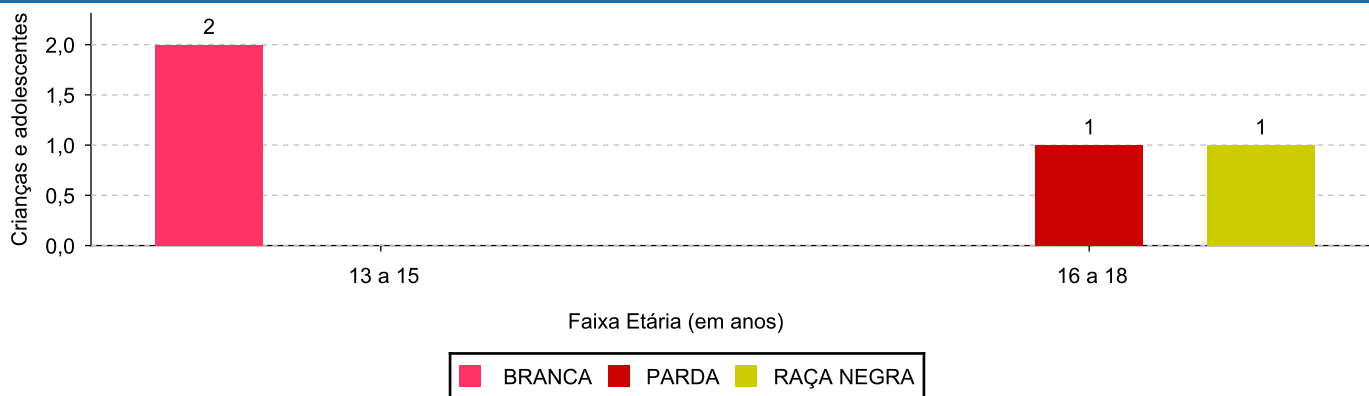 Crianças e adolescentes
2
2,0
1,5
1,0
0,5
0,0
1
1
13 a 15
16 a 18
Faixa Etária (em anos)
BRANCA PARDA RAÇA NEGRA